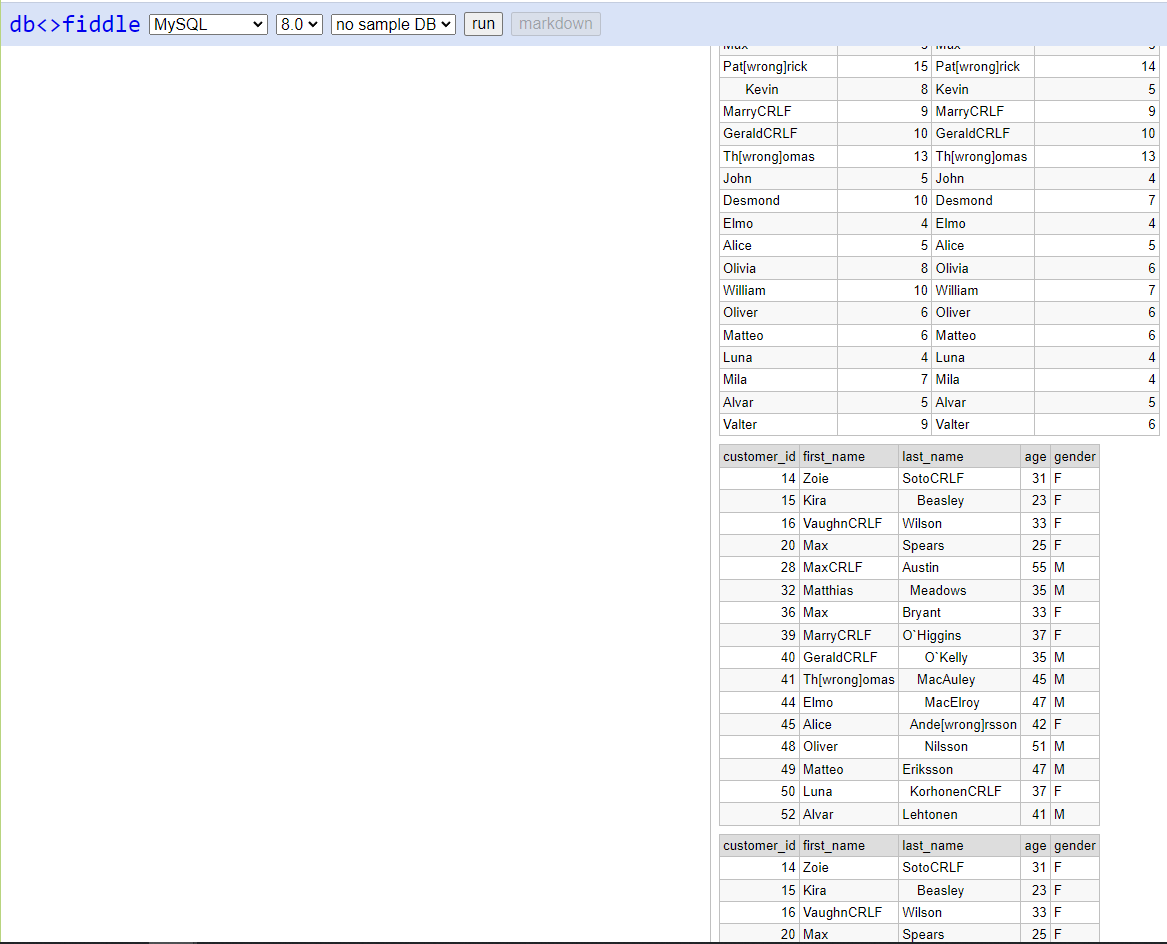 db<>fiddle MySQL 8.0 no sample DB run markdown
Max 3 Max 3
Pat[wrong]rick 15 Pat[wrong]rick 14
Kevin 8 Kevin 5
MarryCRLF 9 MarryCRLF 9
GeraldCRLF 10 GeraldCRLF 10
Th[wrong]omas 13 Th[wrong]omas 13
John 5 John 4
Desmond 10 Desmond 7
Elmo 4 Elmo 4
Alice 5 Alice 5
Olivia 8 Olivia 6
William 10 William 7
Oliver 6 Oliver 6
Matteo 6 Matteo 6
Luna 4 Luna 4
Mila 7 Mila 4
Alvar 5 Alvar 5
Valter 9 Valter 6
customer_id first_name last_name age gender
14 Zoie SotoCRLF 31 F
15 Kira Beasley 23 F
16 VaughnCRLF Wilson 33 F
20 Max Spears 25 F
28 MaxCRLF Austin 55 M
32 Matthias Meadows 35 M
36 Max Bryant 33 F
39 MarryCRLF O`Higgins 37 F
40 GeraldCRLF O`Kelly 35 M
41 Th[wrong]omas MacAuley 45 M
44 Elmo MacElroy 47 M
45 Alice Ande[wrong]rsson 42 F
48 Oliver Nilsson 51 M
49 Matteo Eriksson 47 M
50 Luna KorhonenCRLF 37 F
52 Alvar Lehtonen 41 M
customer_id first_name last_name age gender
14 Zoie SotoCRLF 31 F
15 Kira Beasley 23 F
16 VaughnCRLF Wilson 33 F
20 Max Spears 25 F